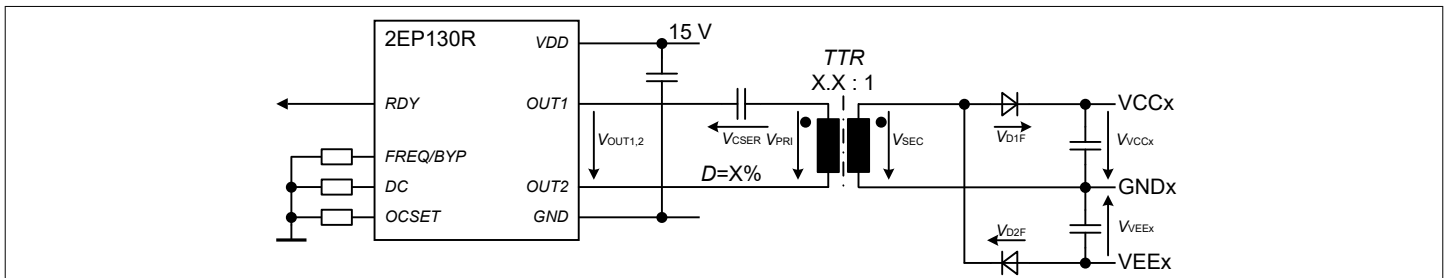 2EP130R
VDD
15 V
TTR
X.X : 1
RDY
OUT1
VCCx
VOUT1,2
VCSER
VPRI
VSEC
VD1F
VVCCx
FREQ/BYP
DC
OUT2
D=X%
GNDx
OCSET
GND
VD2F
VVEEx
VEEx